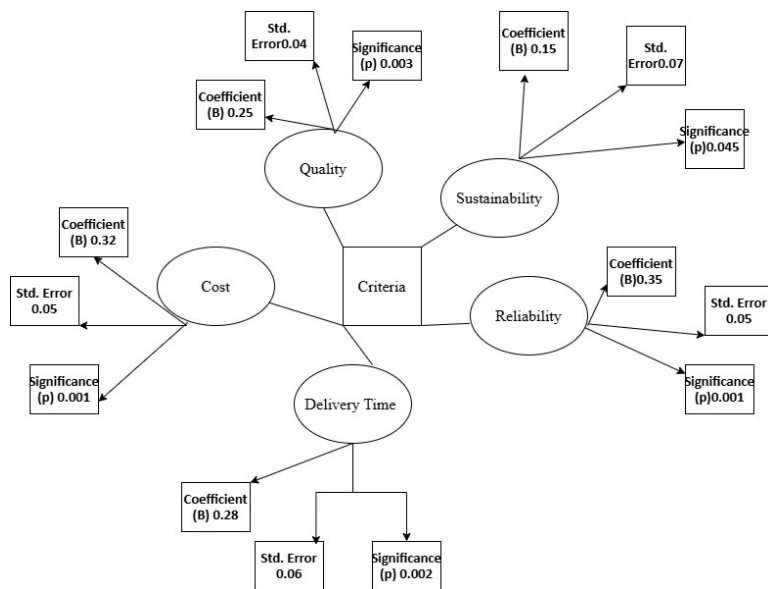 Std.
Error0.04
Significance
(p) 0.003
Coefficient
(B) 0.25
Quality
Coefficient
(B) 0.15
Std.
Error0.07
Significance
(p)0.045
Sustainability
Coefficient
(B) 0.32
Std. Error
0.05
Significance
(p) 0.001
Cost
Criteria
Coefficient
(B)0.35
Std. Error
0.05
Significance
(p)0.001
Reliability
Delivery Time
Coefficient
(B) 0.28
Std. Error
0.06
Significance
(p) 0.002